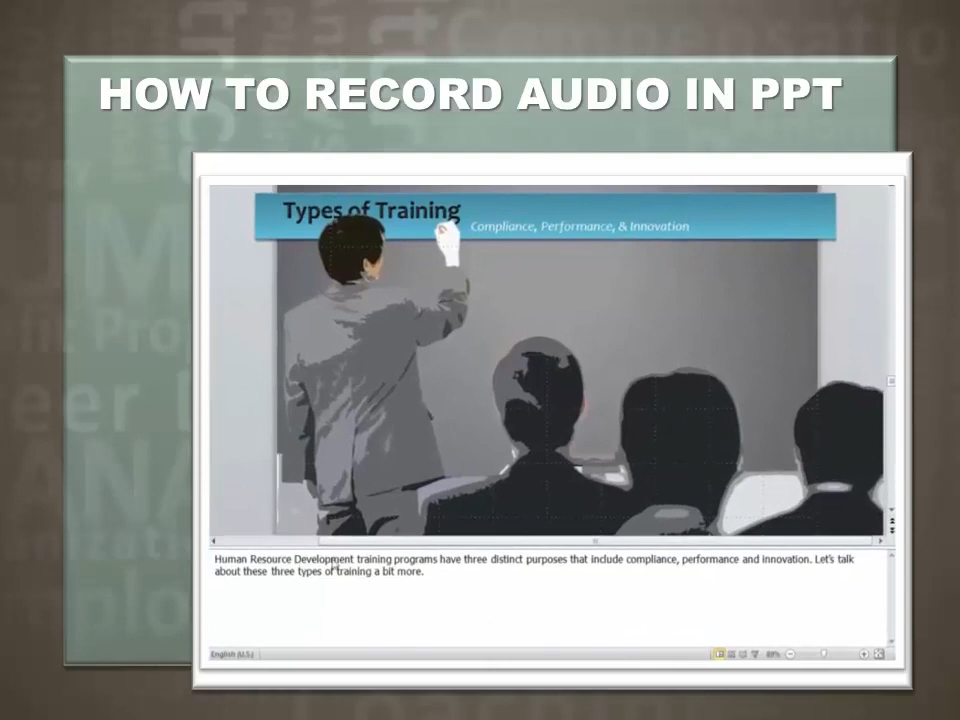 HOW TO RECORD AUDIO IN PPT
Types of Training
Compliance, Performance, & Innovation
Human Resource Development training programs have three distinct purposes that include compliance, performance and innovation. Let's talk
about these three types of training a bit more.
English (U.S.)